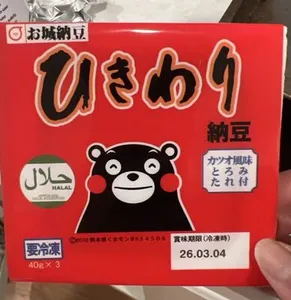 お城納豆
ひきわり
納豆
カツオ風味
とろみ
たれ付
حلال
HALAL
要冷凍
40g×3
賞味期限(冷凍時)
26.03.04